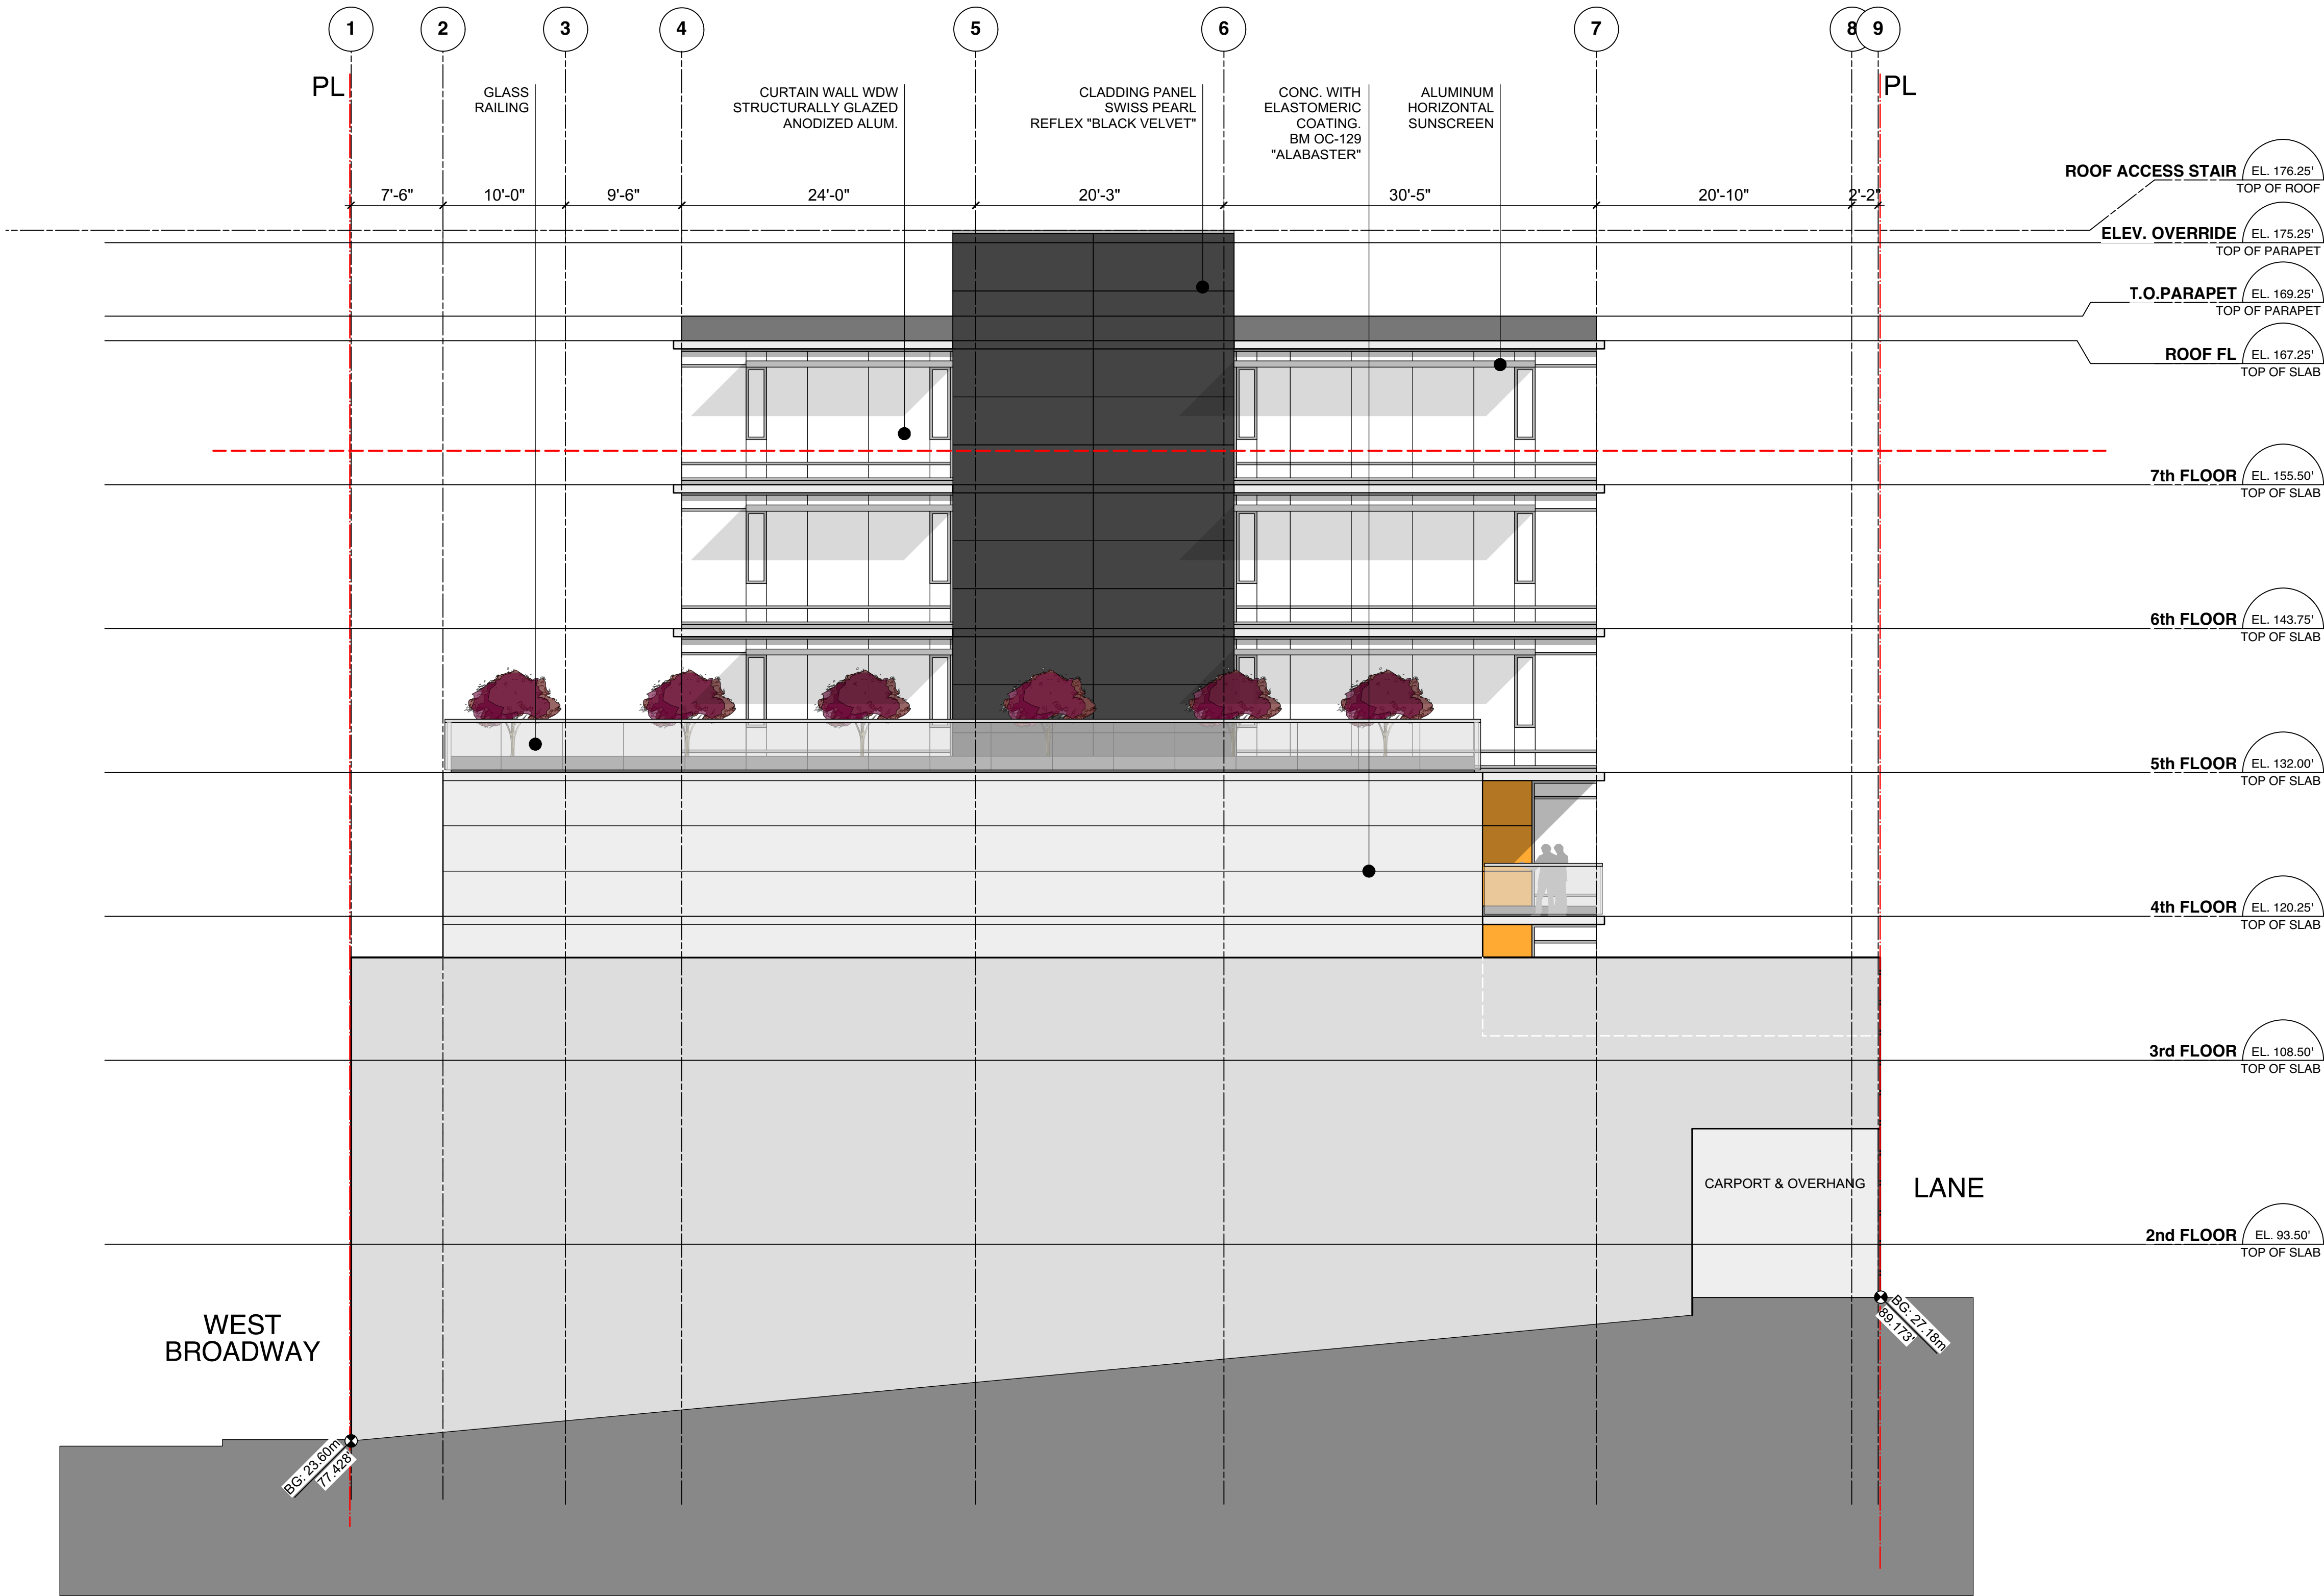 1
2
3
4
5
6
7
8
9
PL
PL
GLASS
RAILING
CURTAIN WALL WDW
STRUCTURALLY GLAZED
ANODIZED ALUM.
CLADDING PANEL
SWISS PEARL
REFLEX "BLACK VELVET"
CONC. WITH
ELASTOMERIC
COATING.
BM OC-129
"ALABASTER"
ALUMINUM
HORIZONTAL
SUNSCREEN
7'-6"
10'-0"
9'-6"
24'-0"
20'-3"
30'-5"
20'-10"
2'-2"
ROOF ACCESS STAIR
EL. 176.25'
TOP OF ROOF
ELEV. OVERRIDE
EL. 175.25'
TOP OF PARAPET
T.O.PARAPET
EL. 169.25'
TOP OF PARAPET
ROOF FL
EL. 167.25'
TOP OF SLAB
7th FLOOR
EL. 155.50'
TOP OF SLAB
6th FLOOR
EL. 143.75'
TOP OF SLAB
5th FLOOR
EL. 132.00'
TOP OF SLAB
4th FLOOR
EL. 120.25'
TOP OF SLAB
3rd FLOOR
EL. 108.50'
TOP OF SLAB
CARPORT & OVERHANG
LANE
2nd FLOOR
EL. 93.50'
TOP OF SLAB
WEST
BROADWAY
BG: 27.18m
89.173'
BG: 23.60m
77.428'